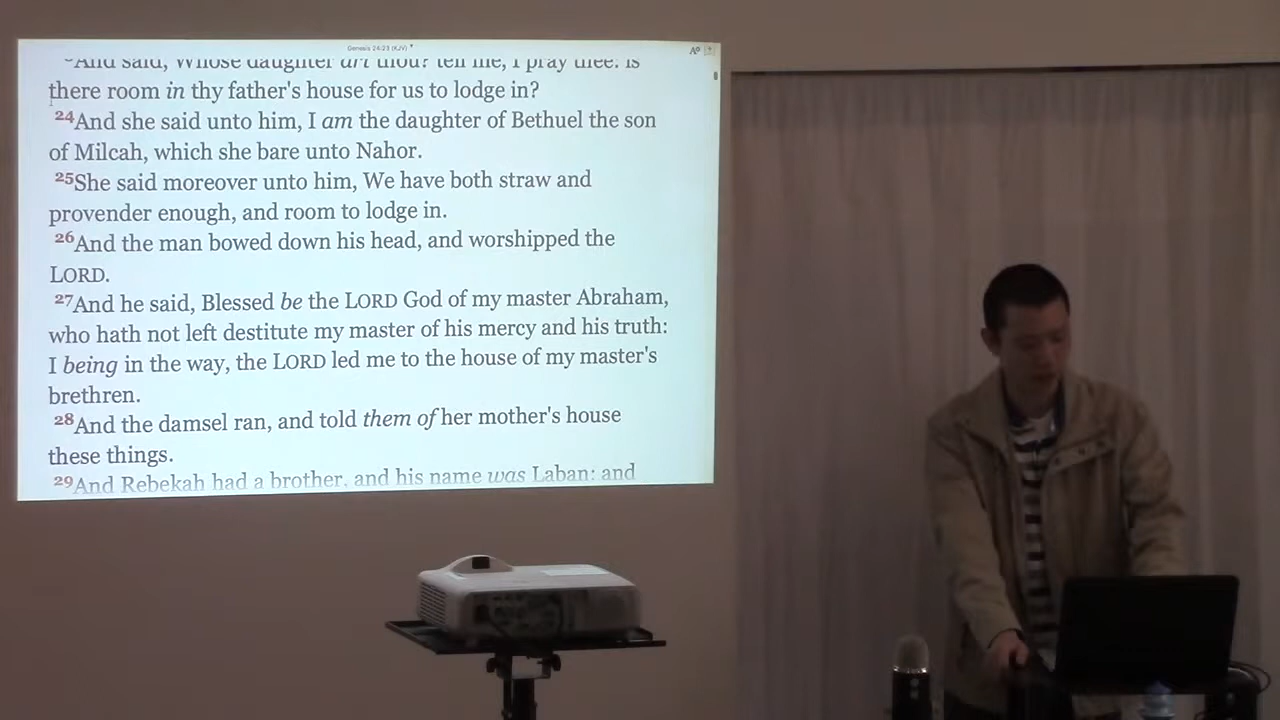 Genesis 24:23 (KJV)
And said, Whose daughter art thou? tell me, I pray thee: is
there room in thy father's house for us to lodge in?
24And she said unto him, I am the daughter of Bethuel the son
of Milcah, which she bare unto Nahor.
25She said moreover unto him, We have both straw and
provender enough, and room to lodge in.
26And the man bowed down his head, and worshipped the
LORD.
27And he said, Blessed be the LORD God of my master Abraham,
who hath not left destitute my master of his mercy and his truth:
I being in the way, the LORD led me to the house of my master's
brethren.
28And the damsel ran, and told them of her mother's house
these things.
29And Rebekah had a brother, and his name was Laban: and